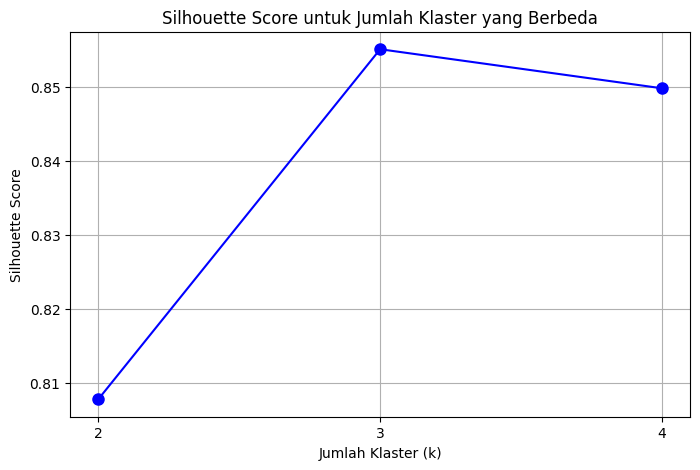 Silhouette Score untuk Jumlah Klaster yang Berbeda
Silhouette Score
0.85
0.84
0.83
0.82
0.81
2
3
4
Jumlah Klaster (k)